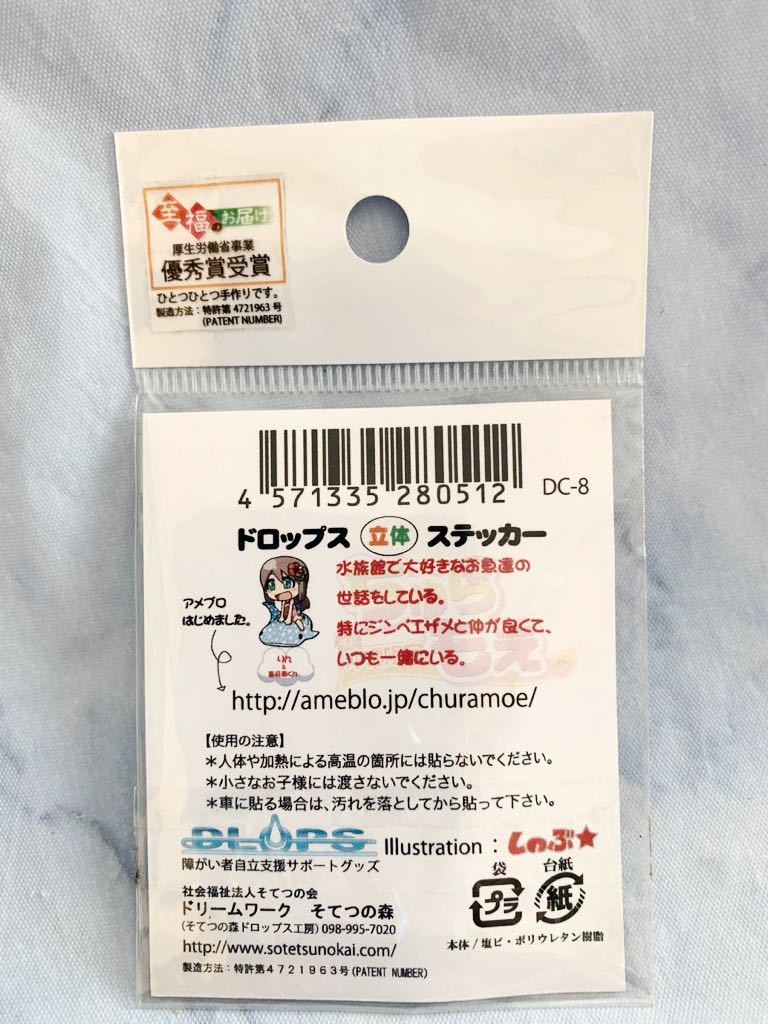 至福のお届け
厚生労働省事業
優秀賞受賞
ひとつひとつ手作りです。
製造方法：特許第4721963号
(PATENT NUMBER)
4 571335 280512
DC-8
ドロップス 立体 ステッカー
水族館で大好きなお魚達の
世話をしている。
特にジンベエザメと仲が良くて、
いつも一緒にいる。
アメブロ
はじめました。
りん
&
http://ameblo.jp/churamoe/
【使用の注意】
＊人体や加熱による高温の箇所には貼らないでください。
＊小さなお子様には渡さないでください。
＊車に貼る場合は、汚れを落としてから貼って下さい。
DLOPS Illustration：しのぶ★
障がい者自立支援サポートグッズ
袋
プラ
台紙
紙
社会福祉法人そてつの会
ドリームワーク　そてつの森
(そてつの森ドロップス工房) 098-995-7020
本体/塩ビ・ポリウレタン樹脂
http://www.sotetsunokai.com/
製造方法：特許第4721963号(PATENT NUMBER)